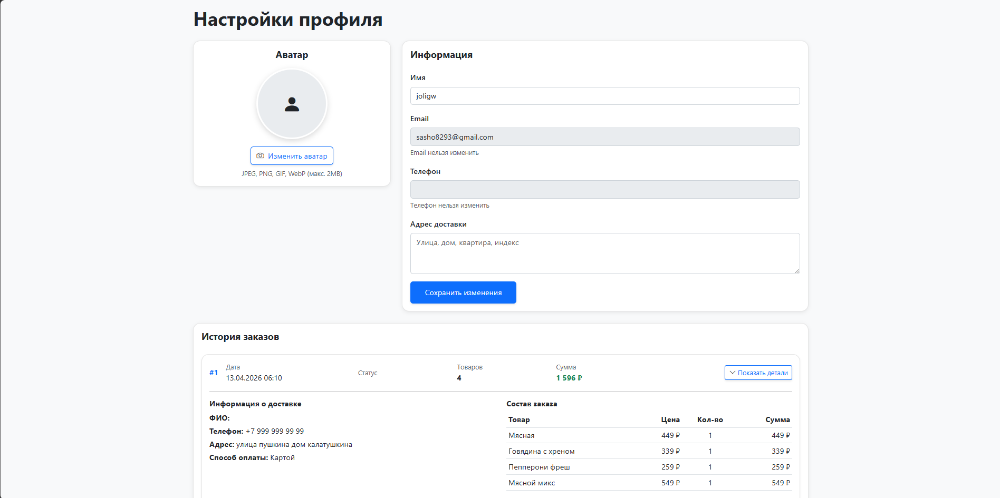 Настройки профиля
Аватар
Изменить аватар
JPEG, PNG, GIF, WebP (макс. 2MB)
Информация
Имя
joligw
Email
sasho8293@gmail.com
Email нельзя изменить
Телефон
Телефон нельзя изменить
Адрес доставки
Улица, дом, квартира, индекс
Сохранить изменения
История заказов
#1
Дата
13.04.2026 06:10
Статус
Товаров
4
Сумма
1 596 ₽
Показать детали
Информация о доставке
ФИО:
Телефон: +7 999 999 99 99
Адрес: улица пушкина дом калатушкина
Способ оплаты: Картой
Состав заказа
Товар Цена Кол-во Сумма
Мясная 449 ₽ 1 449 ₽
Говядина с хреном 339 ₽ 1 339 ₽
Пепперони фреш 259 ₽ 1 259 ₽
Мясной микс 549 ₽ 1 549 ₽